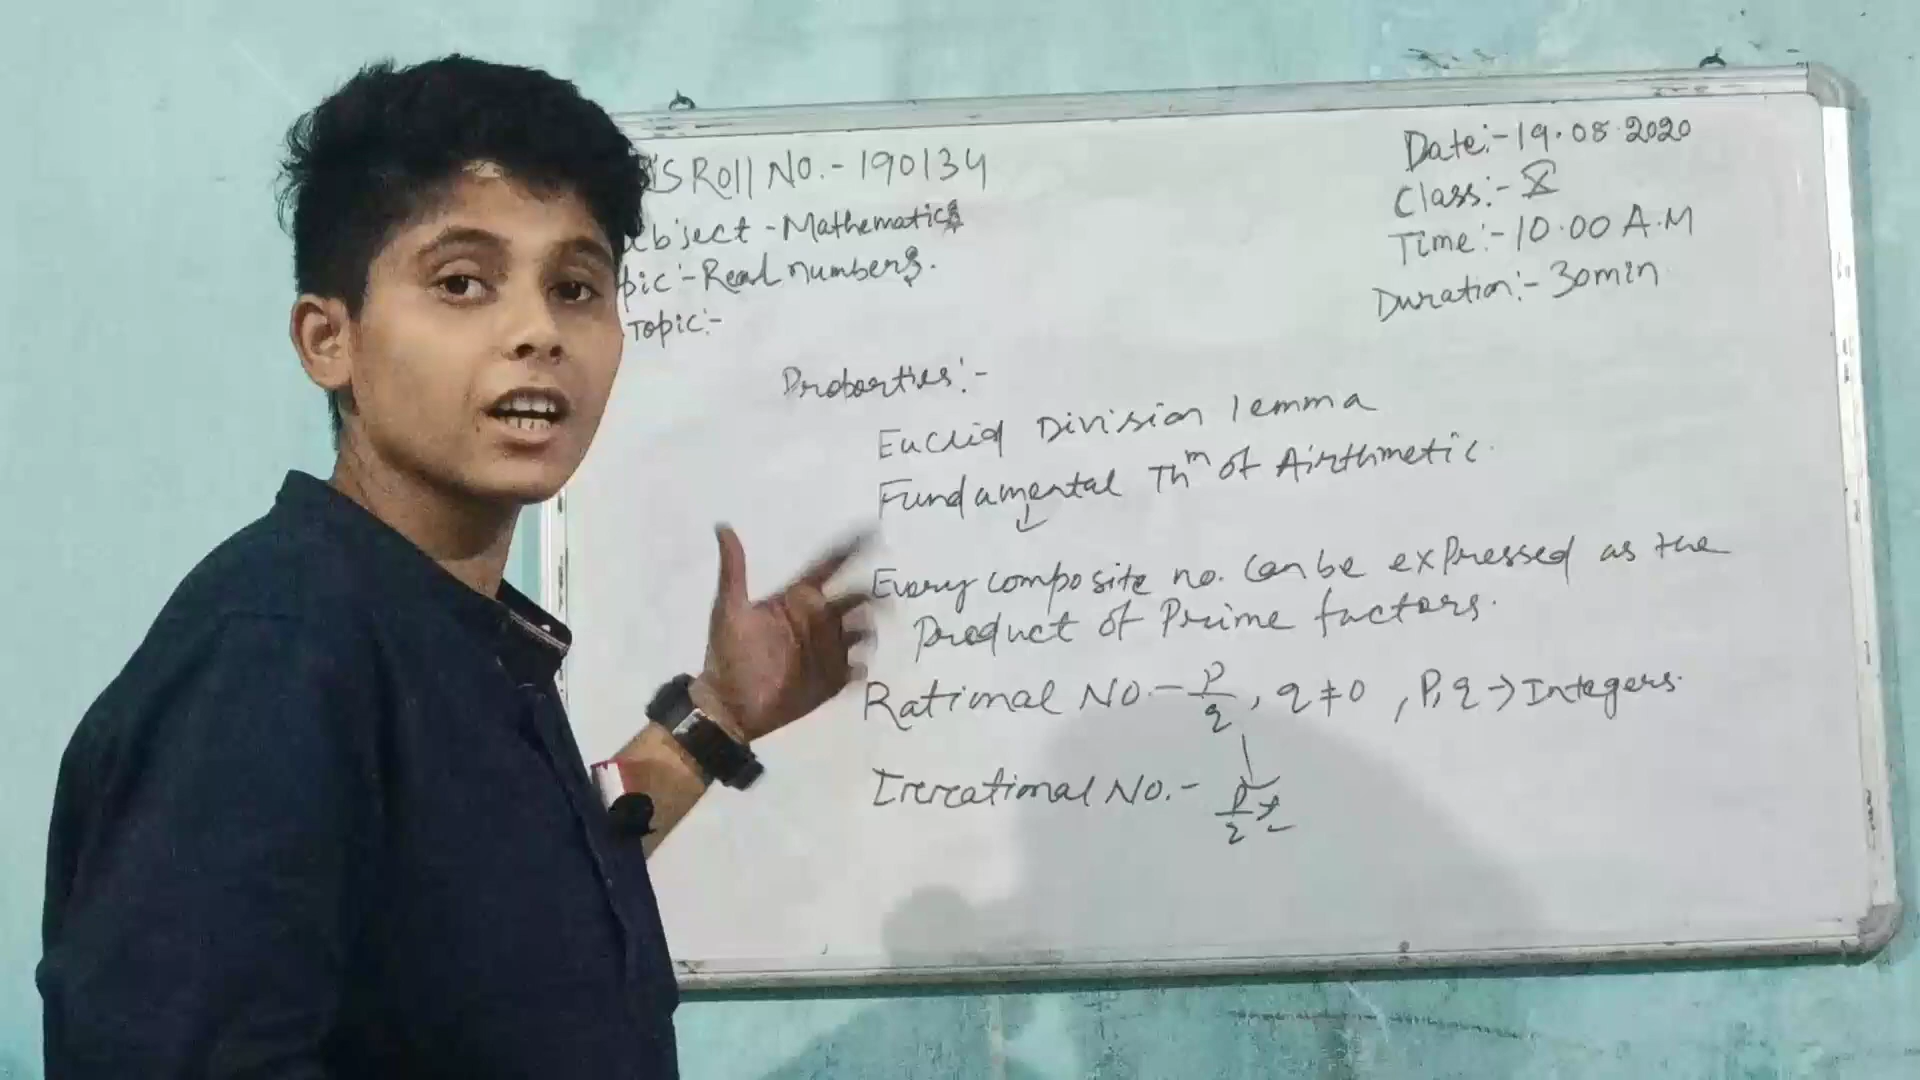 'S Roll No.- 190134
bject - Mathematics
pic:- Real numbers.
Topic:-
Date:- 19.08.2020
Class:- X
Time:- 10.00 A.M
Duration:- 30min
Properties:-
Euclid Division lemma
Fundamental Thm of Airthmetic.
Every composite no. can be expressed as the
Product of Prime factors.
Rational No.- p/q, q≠0, P,q → Integers.
Irrational No.- p/q